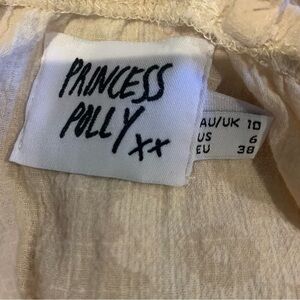 PRINCESS
POLLY xx
AU/UK 10
US 6
EU 38